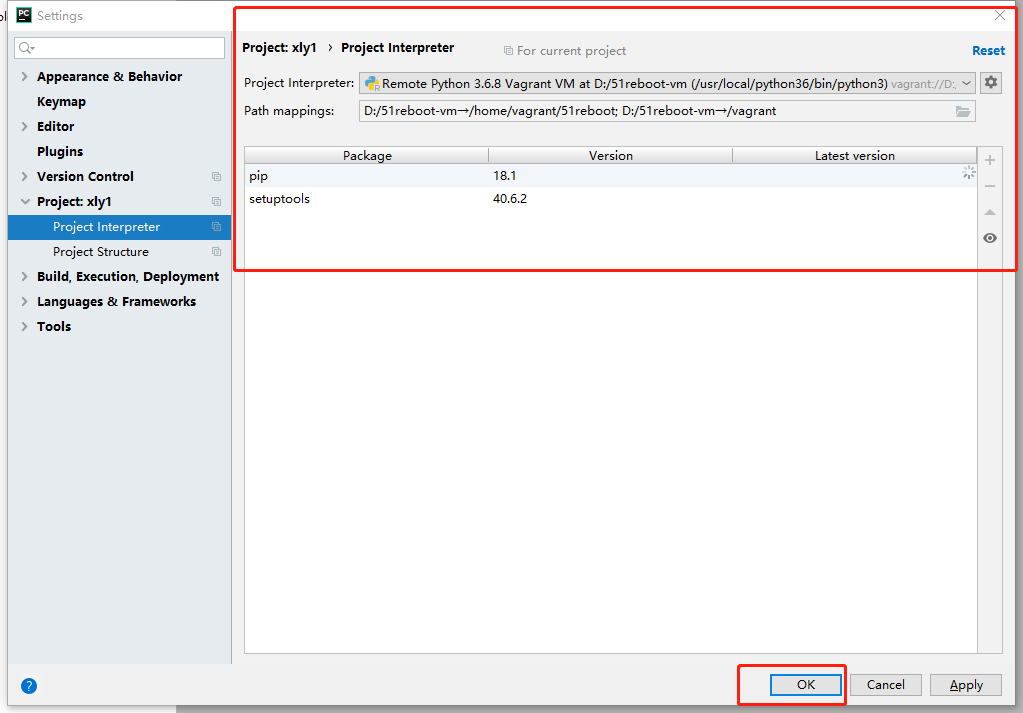 PC Settings
Project: xly1 › Project Interpreter For current project Reset
Appearance & Behavior
Keymap
Editor
Plugins
Version Control
Project: xly1
Project Interpreter
Project Structure
Build, Execution, Deployment
Languages & Frameworks
Tools
Project Interpreter: Remote Python 3.6.8 Vagrant VM at D:/51reboot-vm (/usr/local/python36/bin/python3) vagrant://D:
Path mappings: D:/51reboot-vm→/home/vagrant/51reboot; D:/51reboot-vm→/vagrant
Package Version Latest version
pip 18.1
setuptools 40.6.2
? OK Cancel Apply